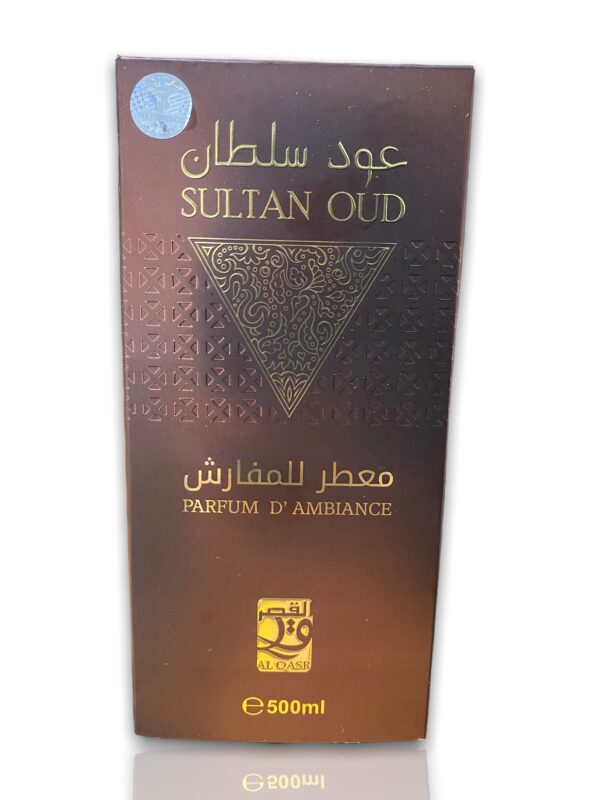 عود سلطان
SULTAN OUD
معطر للمفارش
PARFUM D' AMBIANCE
القصر
AL QASR
℮500ml